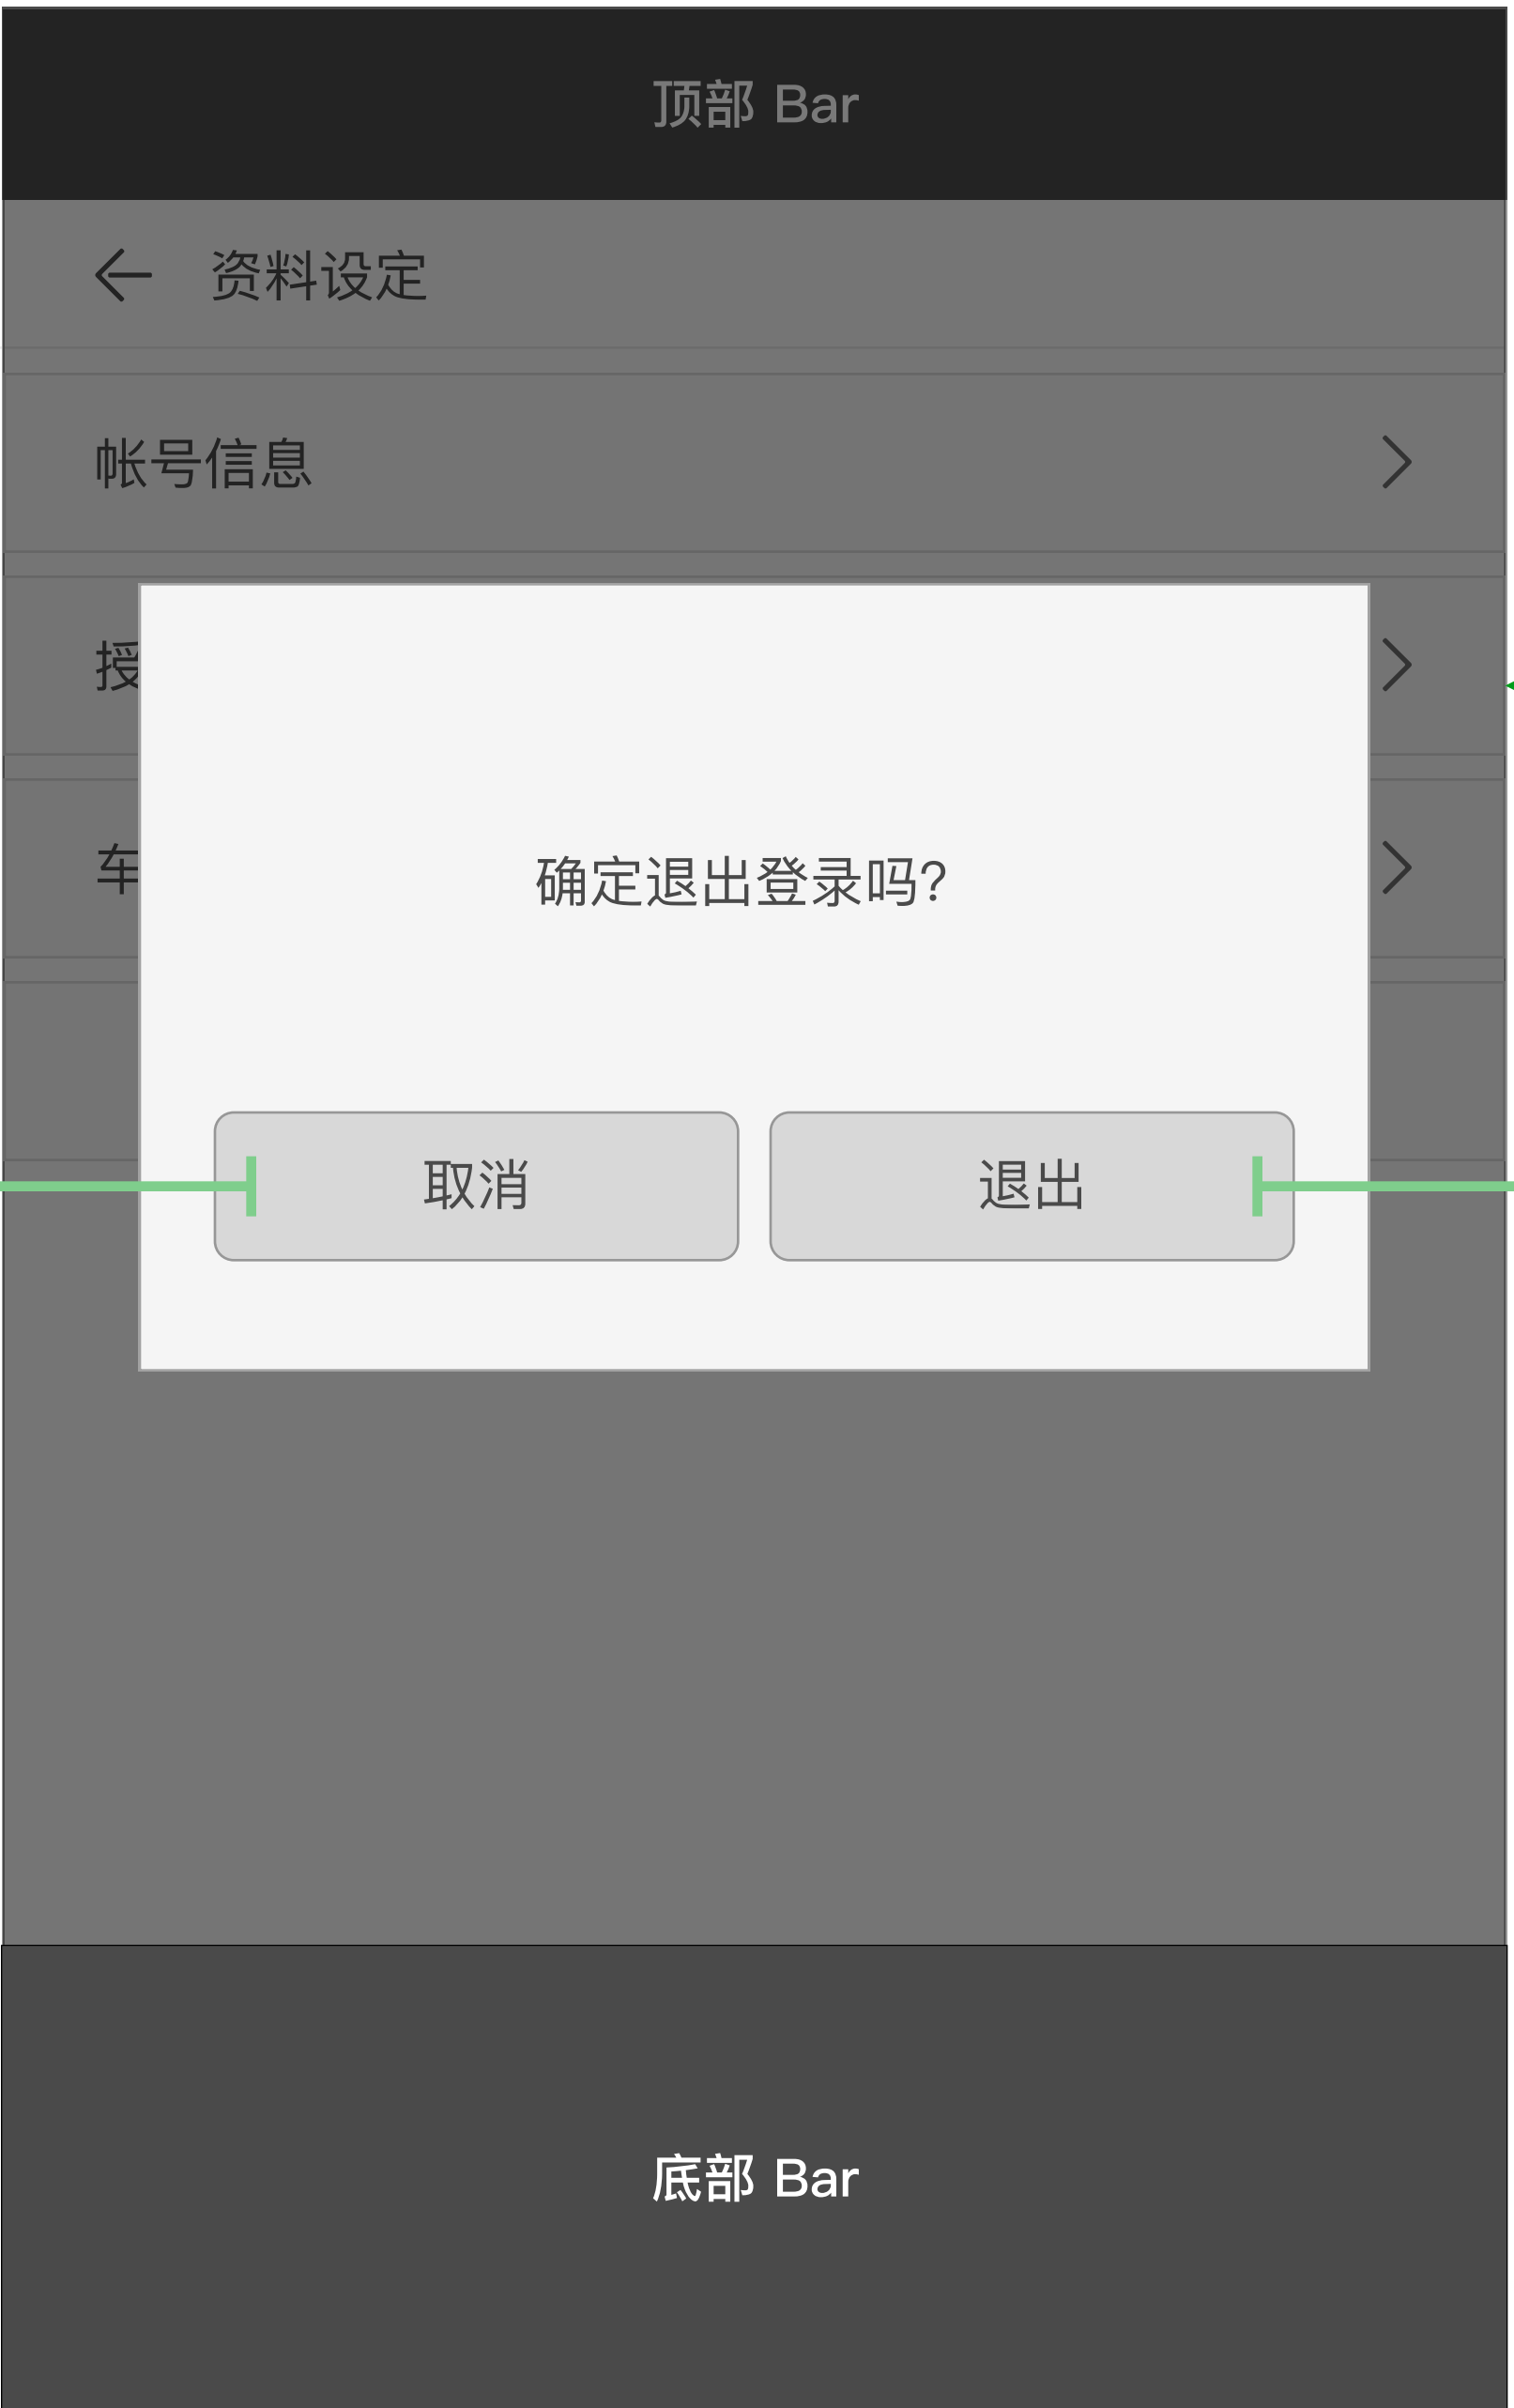 顶部 Bar
资料设定
帐号信息
授
车
确定退出登录吗?
取消
退出
底部 Bar